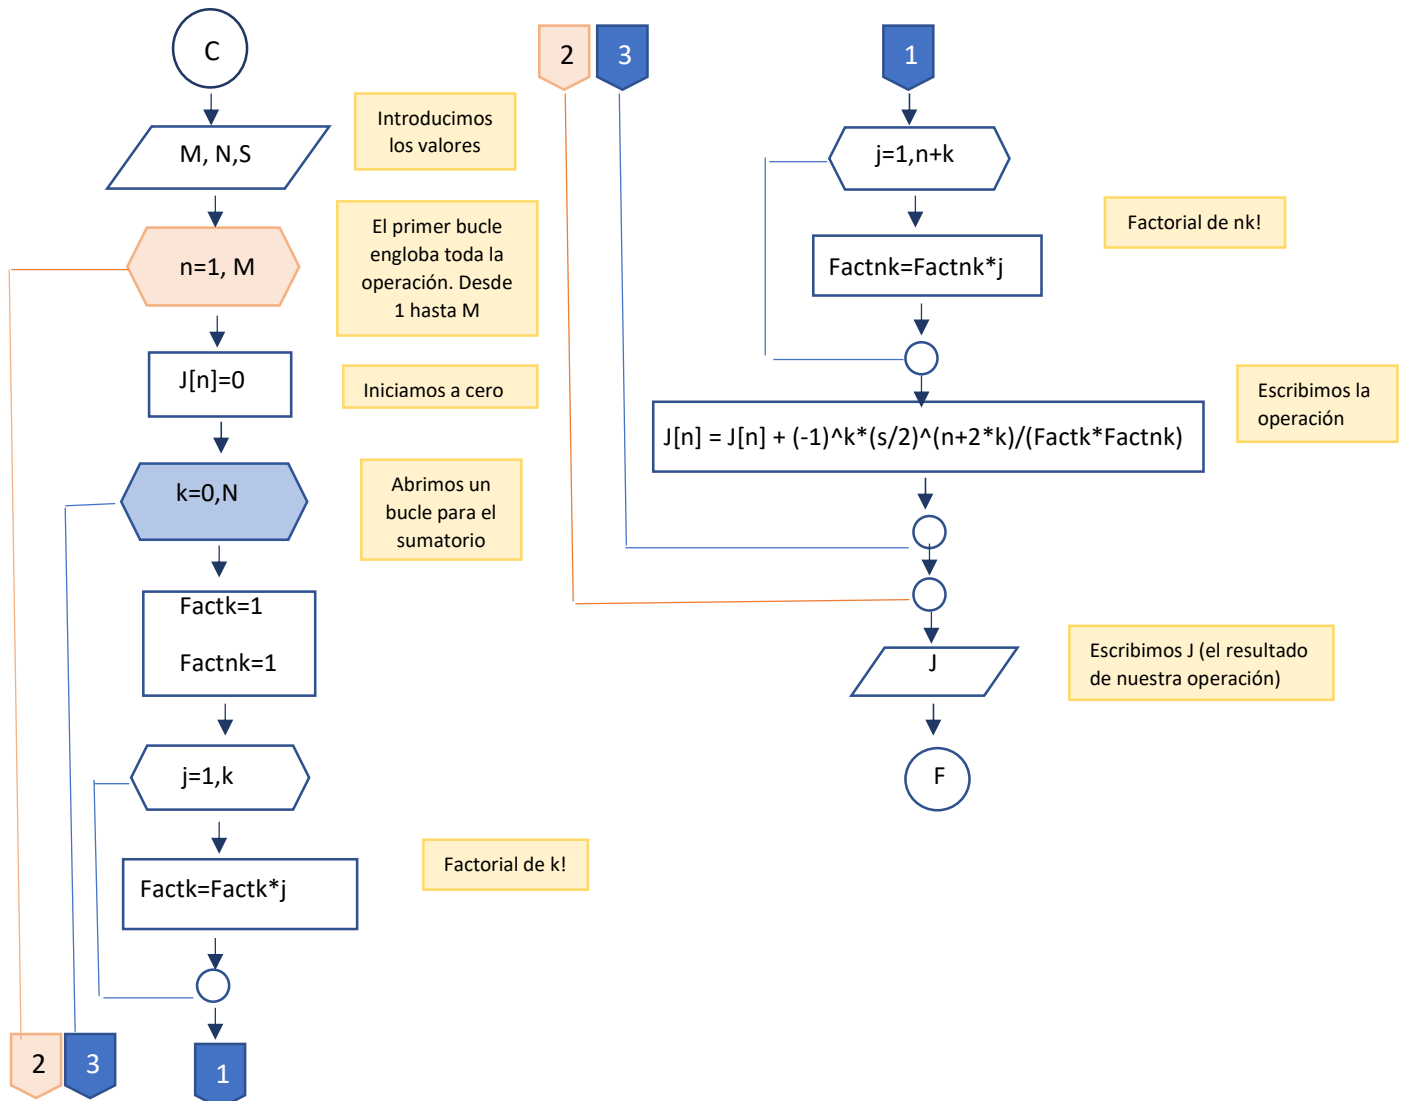 C
M, N,S
Introducimos
los valores
n=1, M
El primer bucle
engloba toda la
operación. Desde
1 hasta M
J[n]=0
Iniciamos a cero
k=0,N
Abrimos un
bucle para el
sumatorio
Factk=1
Factnk=1
j=1,k
Factk=Factk*j
Factorial de k!
2
3
1
2
3
1
j=1,n+k
Factorial de nk!
Factnk=Factnk*j
Escribimos la
operación
J[n] = J[n] + (-1)^k*(s/2)^(n+2*k)/(Factk*Factnk)
J
Escribimos J (el resultado
de nuestra operación)
F